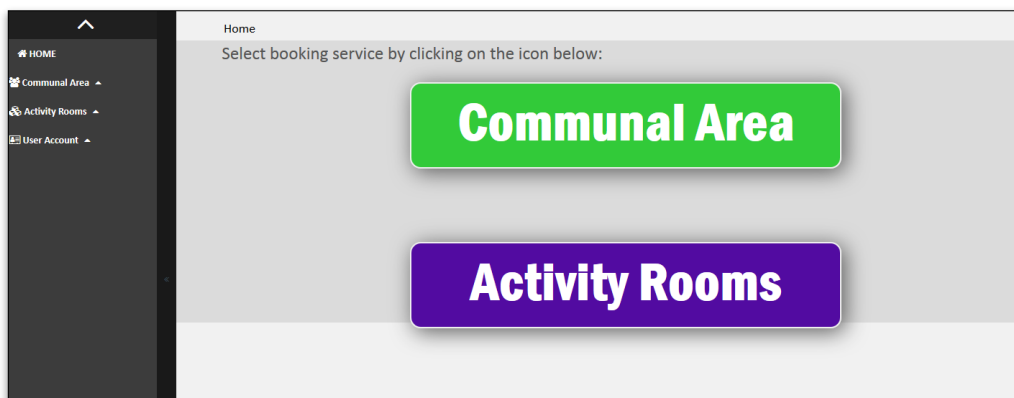 HOME
Communal Area
Activity Rooms
User Account
Home
Select booking service by clicking on the icon below:
Communal Area
Activity Rooms